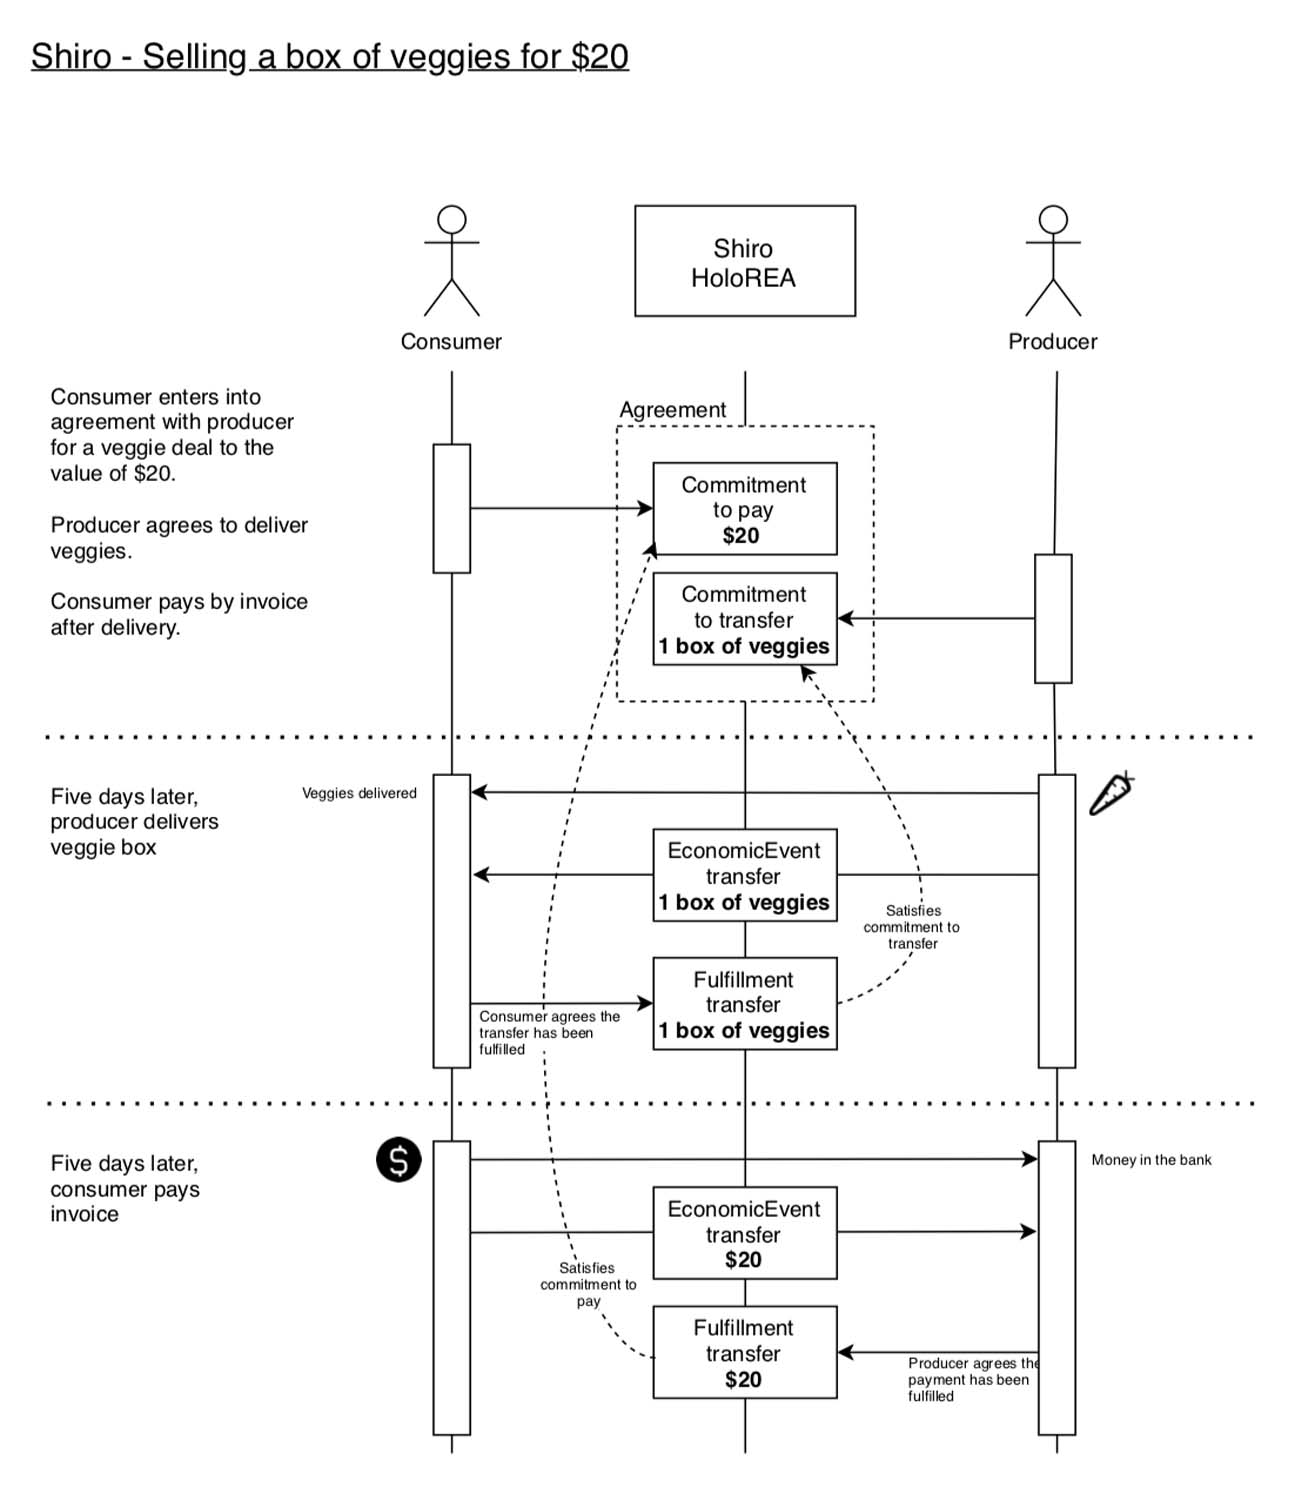 Shiro - Selling a box of veggies for $20
Shiro
HoloREA
Consumer
Producer
Consumer enters into
agreement with producer
for a veggie deal to the
value of $20.
Producer agrees to deliver
veggies.
Consumer pays by invoice
after delivery.
Agreement
Commitment
to pay
$20
Commitment
to transfer
1 box of veggies
Five days later,
producer delivers
veggie box
Veggies delivered
EconomicEvent
transfer
1 box of veggies
Satisfies
commitment to
transfer
Fulfillment
transfer
1 box of veggies
Consumer agrees the
transfer has been
fulfilled
Five days later,
consumer pays
invoice
$
Money in the bank
EconomicEvent
transfer
$20
Satisfies
commitment to
pay
Fulfillment
transfer
$20
Producer agrees the
payment has been
fulfilled